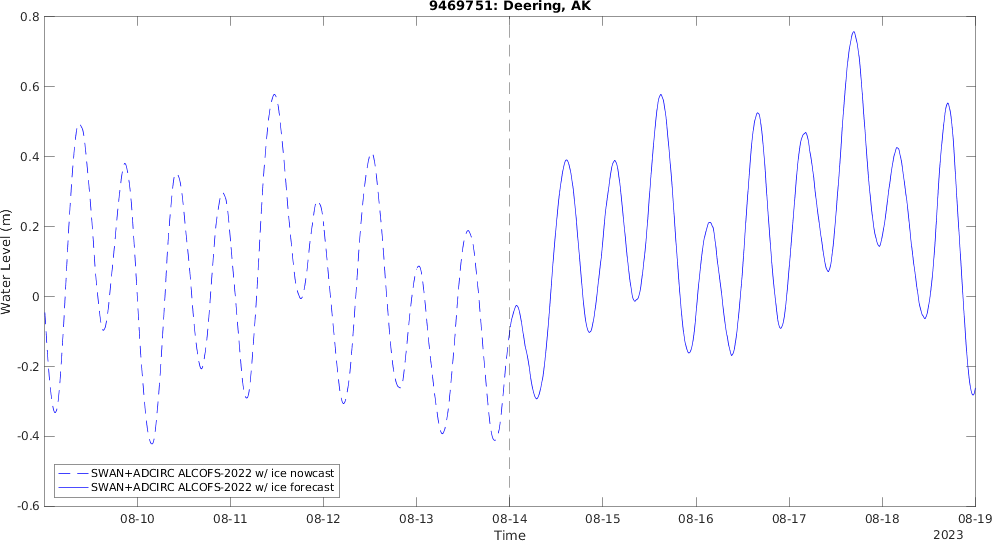 9469751: Deering, AK
0.8
0.6
0.4
0.2
0
-0.2
-0.4
-0.6
Water Level (m)
SWAN+ADCIRC ALCOFS-2022 w/ ice nowcast
SWAN+ADCIRC ALCOFS-2022 w/ ice forecast
08-10 08-11 08-12 08-13 08-14 08-15 08-16 08-17 08-18 08-19
Time
2023